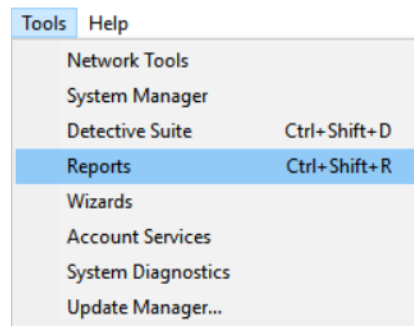 Tools Help
Network Tools
System Manager
Detective Suite Ctrl+Shift+D
Reports Ctrl+Shift+R
Wizards
Account Services
System Diagnostics
Update Manager...